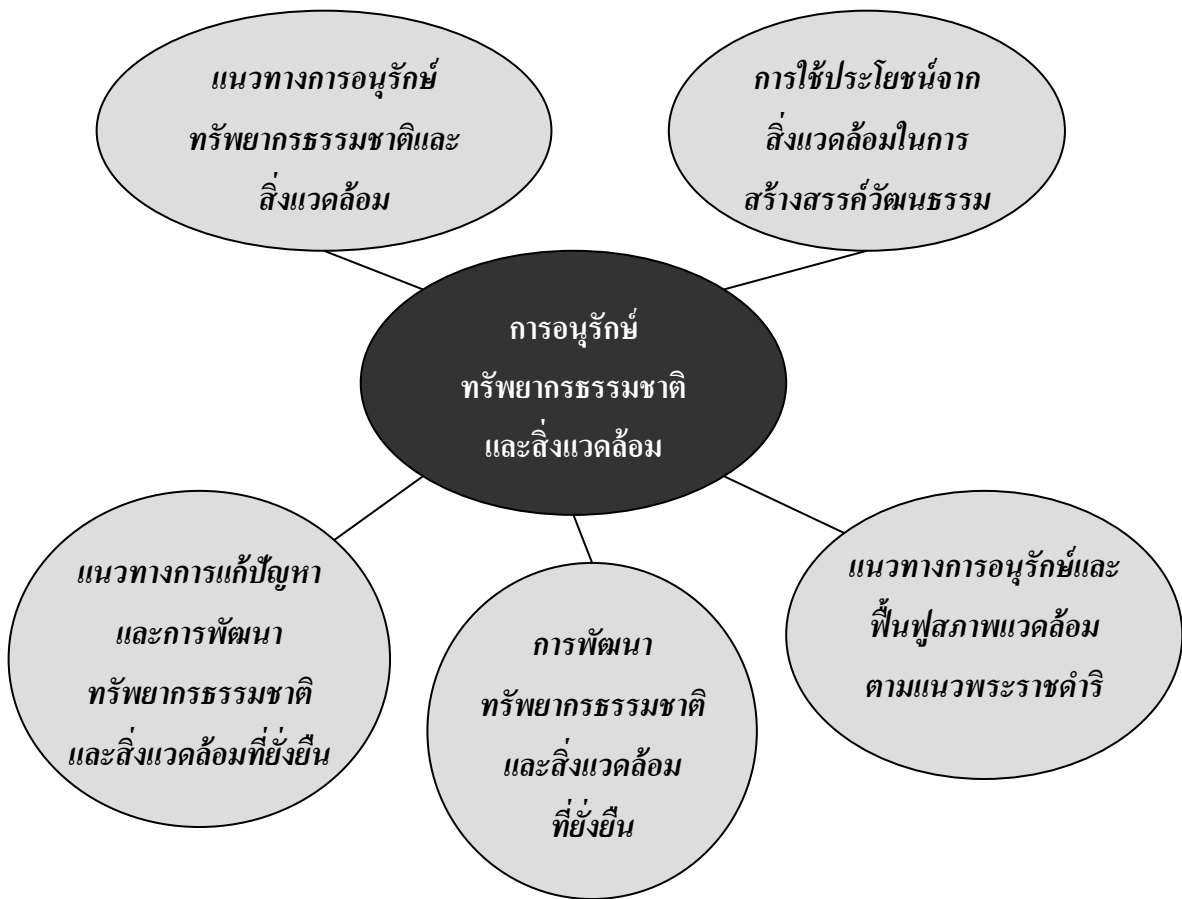 แนวทางการอนุรักษ์
ทรัพยากรธรรมชาติและ
สิ่งแวดล้อม
การใช้ประโยชน์จาก
สิ่งแวดล้อมในการ
สร้างสรรค์วัฒนธรรม
การอนุรักษ์
ทรัพยากรธรรมชาติ
และสิ่งแวดล้อม
แนวทางการแก้ปัญหา
และการพัฒนา
ทรัพยากรธรรมชาติ
และสิ่งแวดล้อมที่ยั่งยืน
การพัฒนา
ทรัพยากรธรรมชาติ
และสิ่งแวดล้อม
ที่ยั่งยืน
แนวทางการอนุรักษ์และ
ฟื้นฟูสภาพแวดล้อม
ตามแนวพระราชดำริ